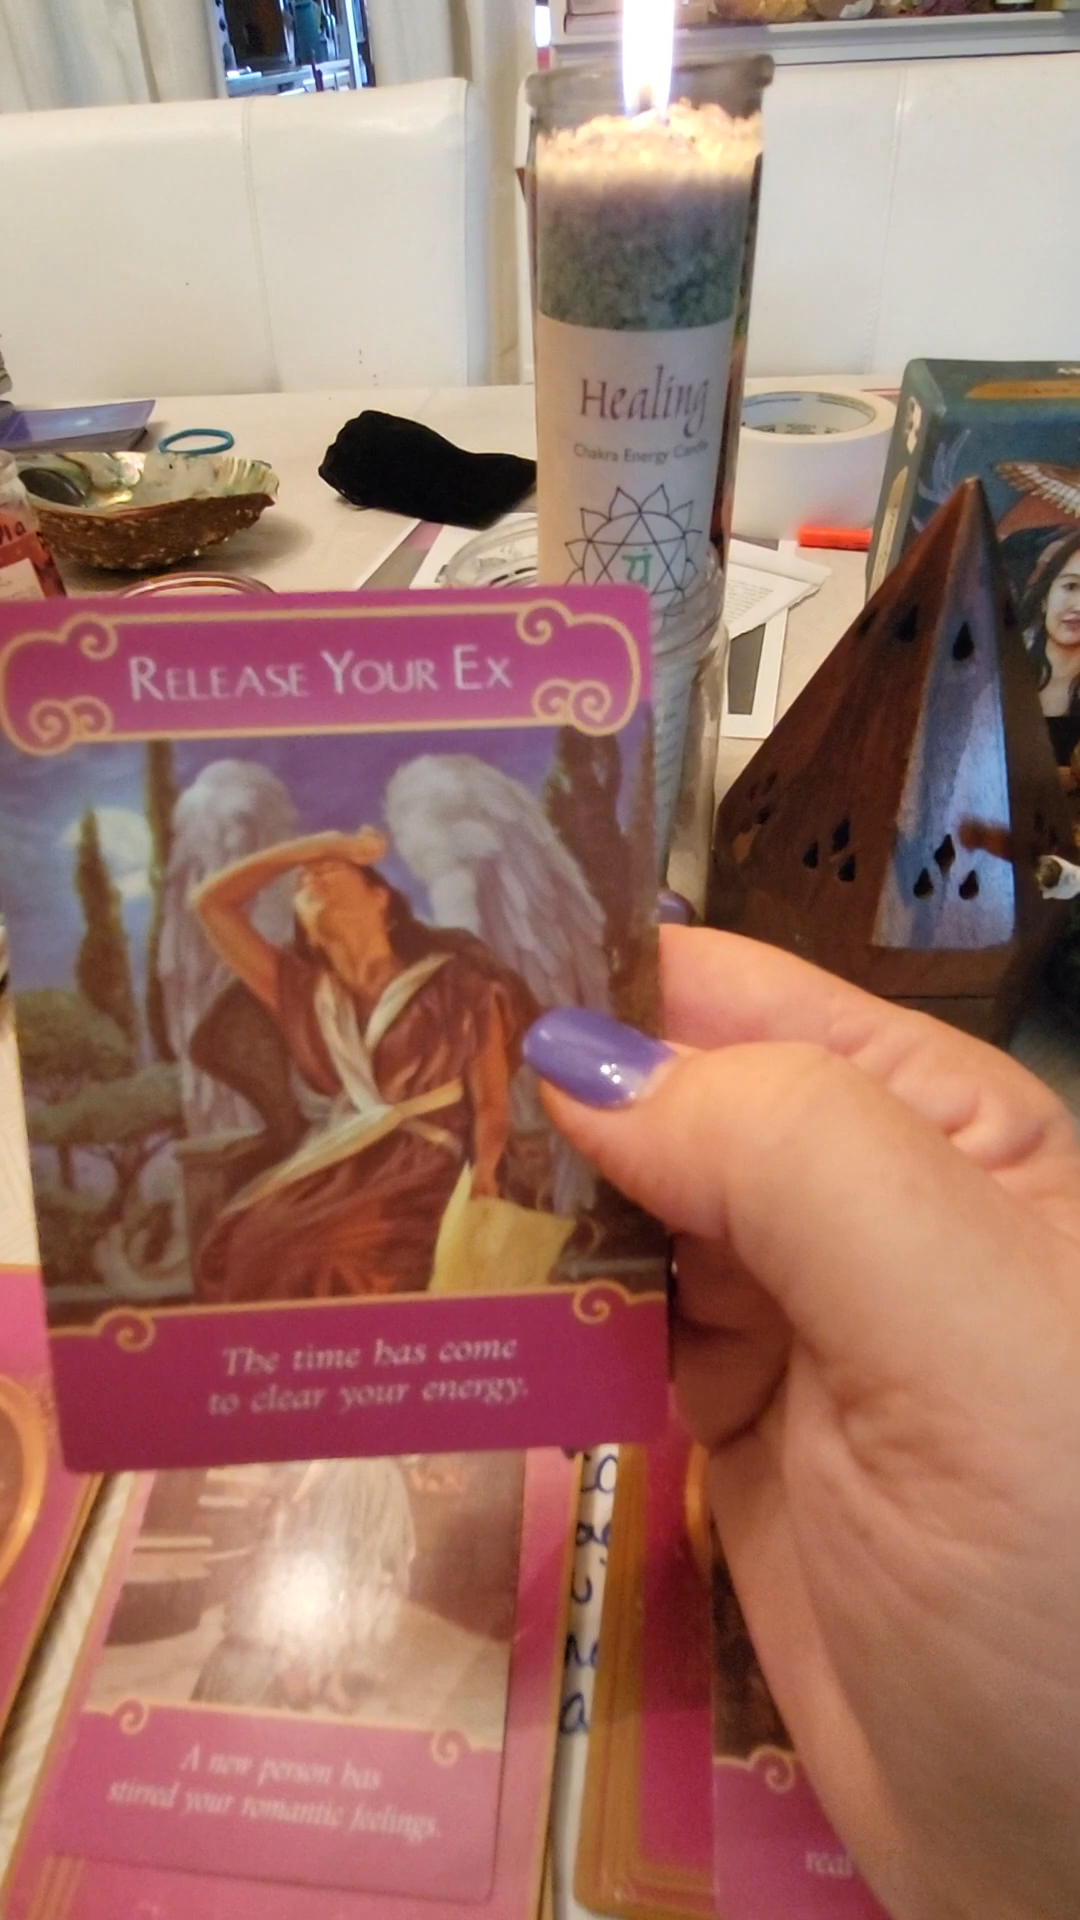 Healing
Chakra Energy Candle
RELEASE YOUR EX
The time has come
to clear your energy.
A new person has
stirred your romantic feelings.
real